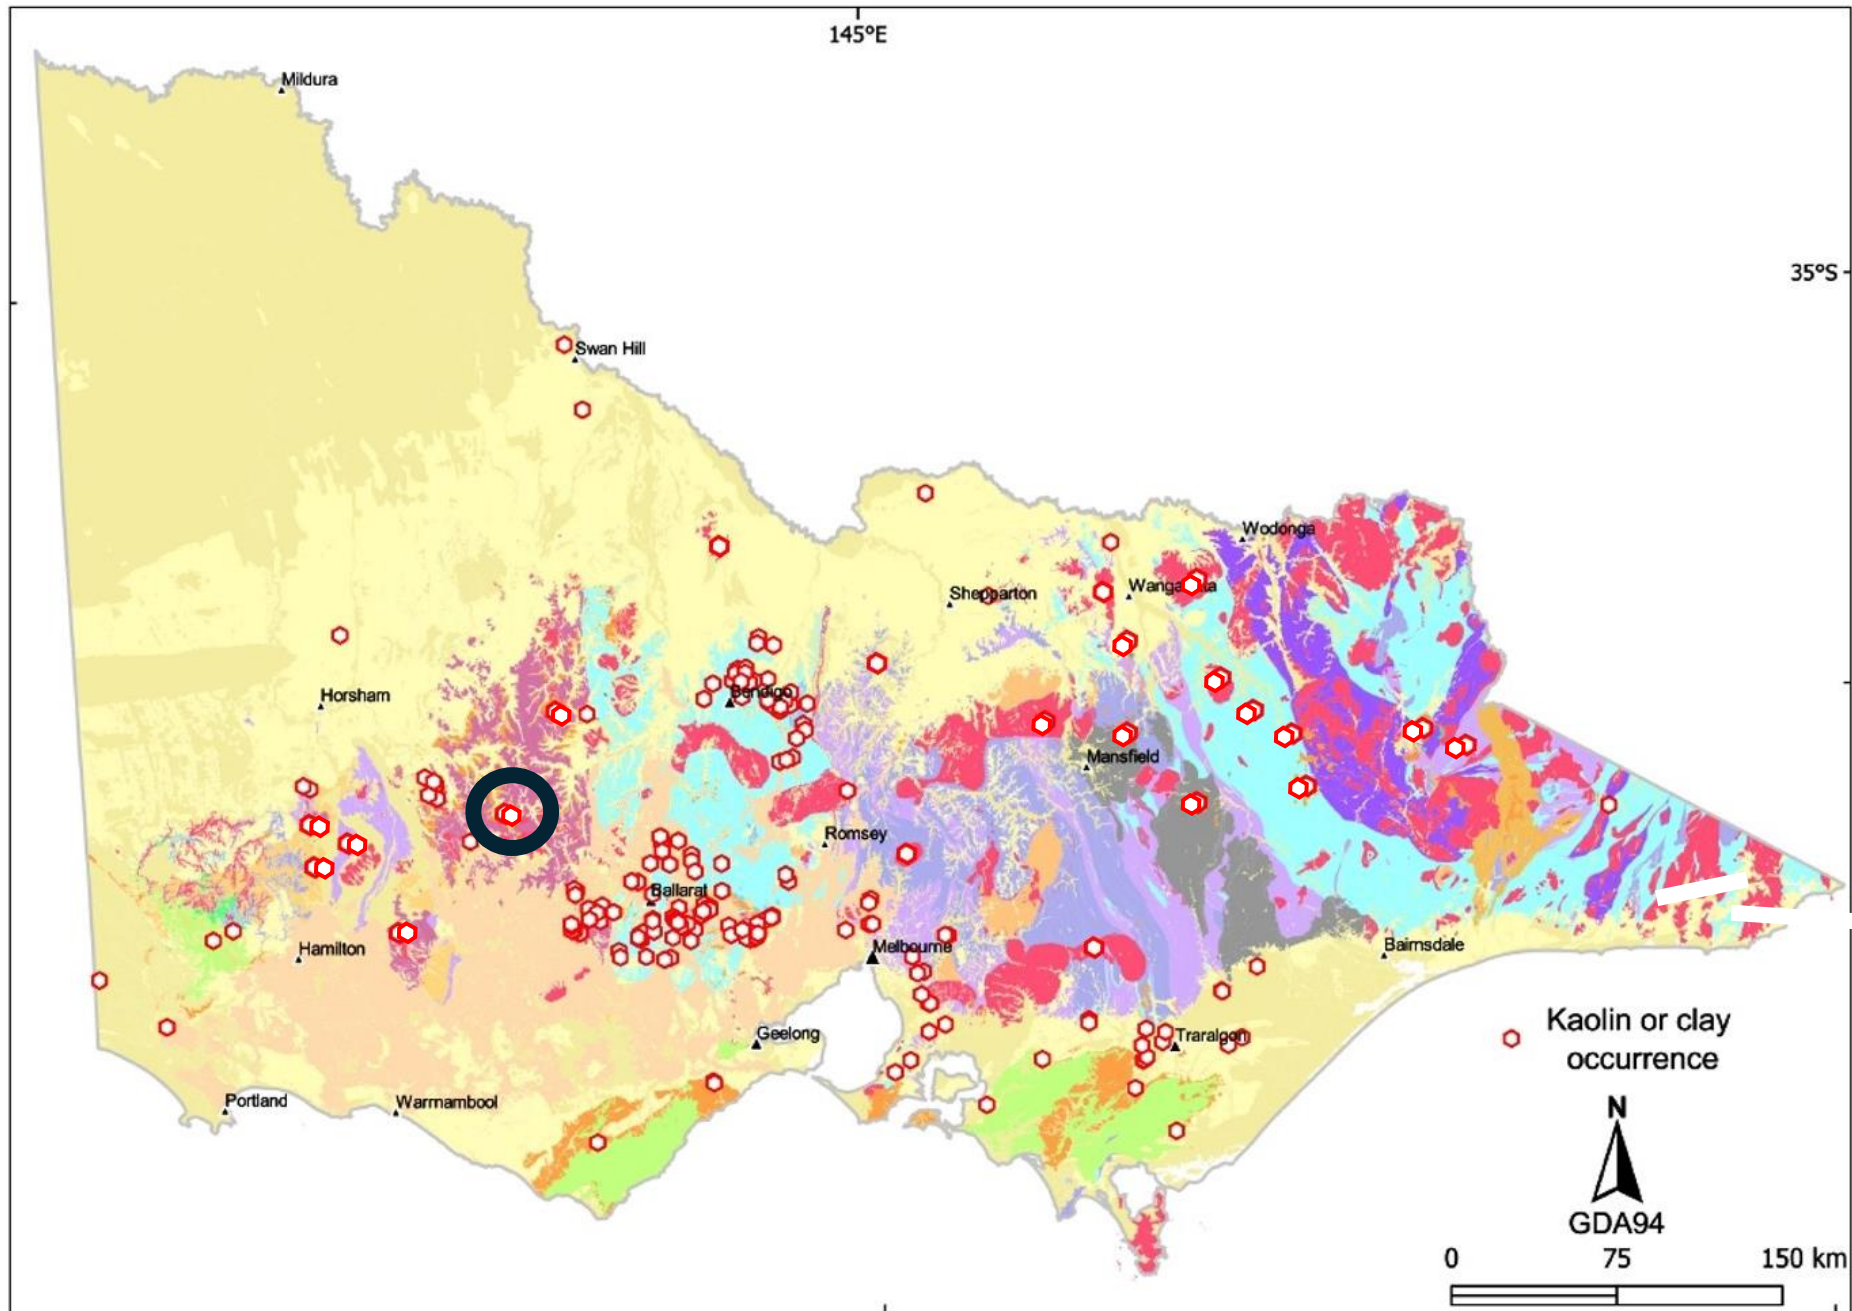 145°E
Mildura
35°S
Swan Hill
Wodonga
Shepparton
Wangaratta
Horsham
Bendigo
Mansfield
Romsey
Ballarat
Hamilton
Melbourne
Bairnsdale
Geelong
Traralgon
Kaolin or clay
occurrence
Portland
Warrnambool
N
GDA94
0 75 150 km